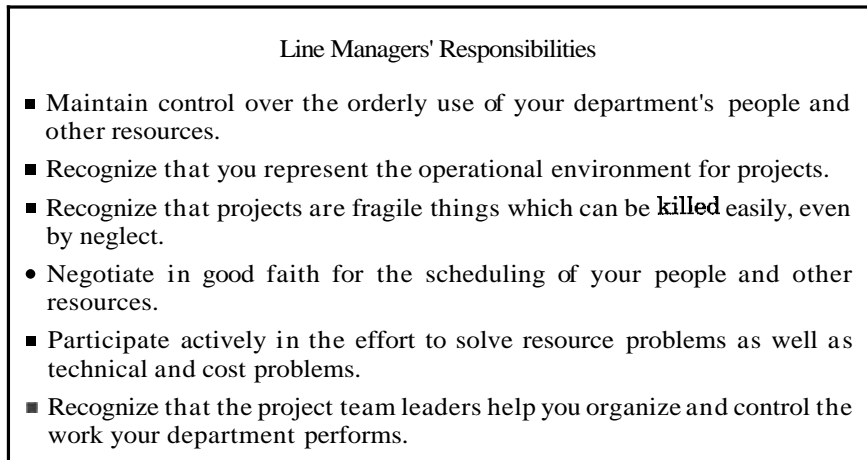 Line Managers' Responsibilities
■ Maintain control over the orderly use of your department's people and
other resources.
■ Recognize that you represent the operational environment for projects.
■ Recognize that projects are fragile things which can be killed easily, even
by neglect.
● Negotiate in good faith for the scheduling of your people and other
resources.
■ Participate actively in the effort to solve resource problems as well as
technical and cost problems.
■ Recognize that the project team leaders help you organize and control the
work your department performs.